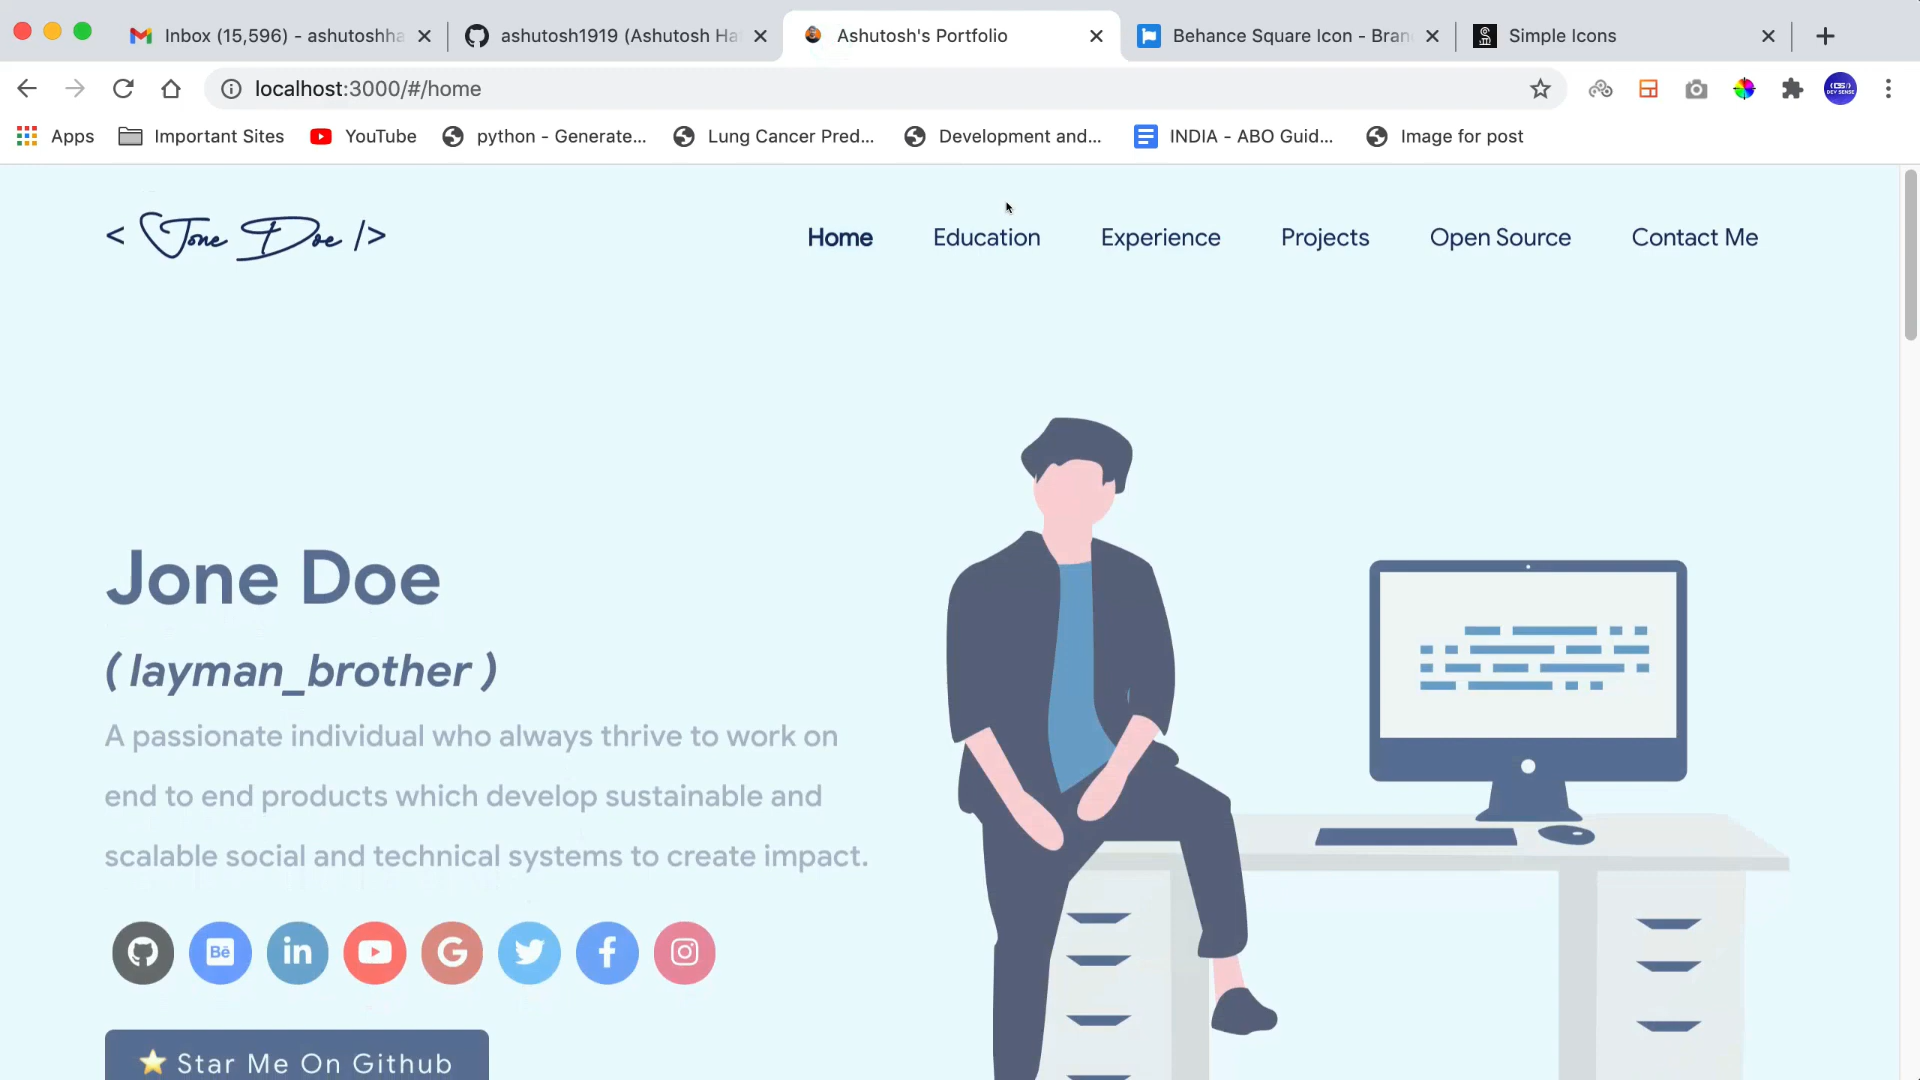 Inbox (15,596) - ashutoshha
ashutosh1919 (Ashutosh Ha
Ashutosh's Portfolio
Behance Square Icon - Bran
Simple Icons
localhost:3000/#/home
DEV SENSE
Apps
Important Sites
YouTube
python - Generate...
Lung Cancer Pred...
Development and...
INDIA - ABO Guid...
Image for post
< Jone Doe />
Home
Education
Experience
Projects
Open Source
Contact Me
Jone Doe
( layman_brother )
A passionate individual who always thrive to work on
end to end products which develop sustainable and
scalable social and technical systems to create impact.
Bē
in
G
f
⭐ Star Me On Github